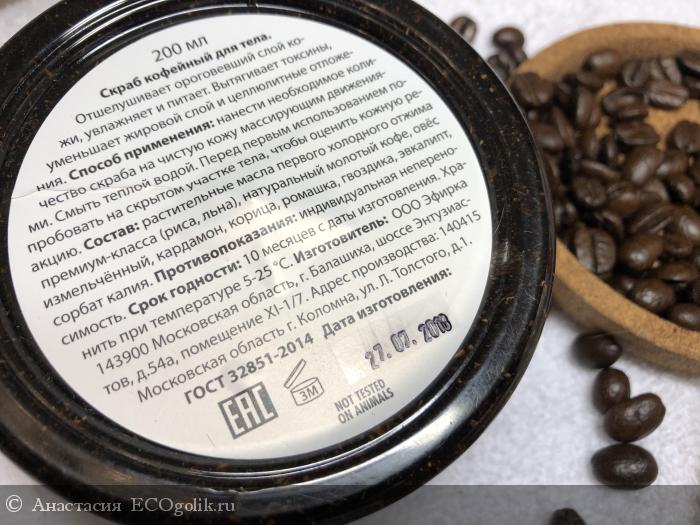 200 мл
Скраб кофейный для тела.
Отшелушивает ороговевший слой ко-
жи, увлажняет и питает. Вытягивает токсины,
уменьшает жировой слой и целлюлитные отложе-
ния. Способ применения: нанести необходимое коли-
чество скраба на чистую кожу массирующим движения-
ми. Смыть теплой водой. Перед первым использованием по-
пробовать на скрытом участке тела, чтобы оценить кожную ре-
акцию. Состав: растительные масла первого холодного отжима
премиум-класса (риса, льна), натуральный молотый кофе, овёс
измельчённый, кардамон, корица, ромашка, гвоздика, эвкалипт,
сорбат калия. Противопоказания: индивидуальная неперено-
симость. Срок годности: 10 месяцев с даты изготовления. Хра-
нить при температуре 5-25 °С. Изготовитель: ООО Эфирка
143900 Московская область, г. Балашиха, шоссе Энтузиас-
тов, д.54а, помещение XI-1/7. Адрес производства: 140415
Московская область г. Коломна, ул. Л. Толстого, д.1.
ГОСТ 32851-2014 Дата изготовления:
27. 07. 2018
EAC
3М
NOT TESTED
ON ANIMALS
© Анастасия ECOgolik.ru